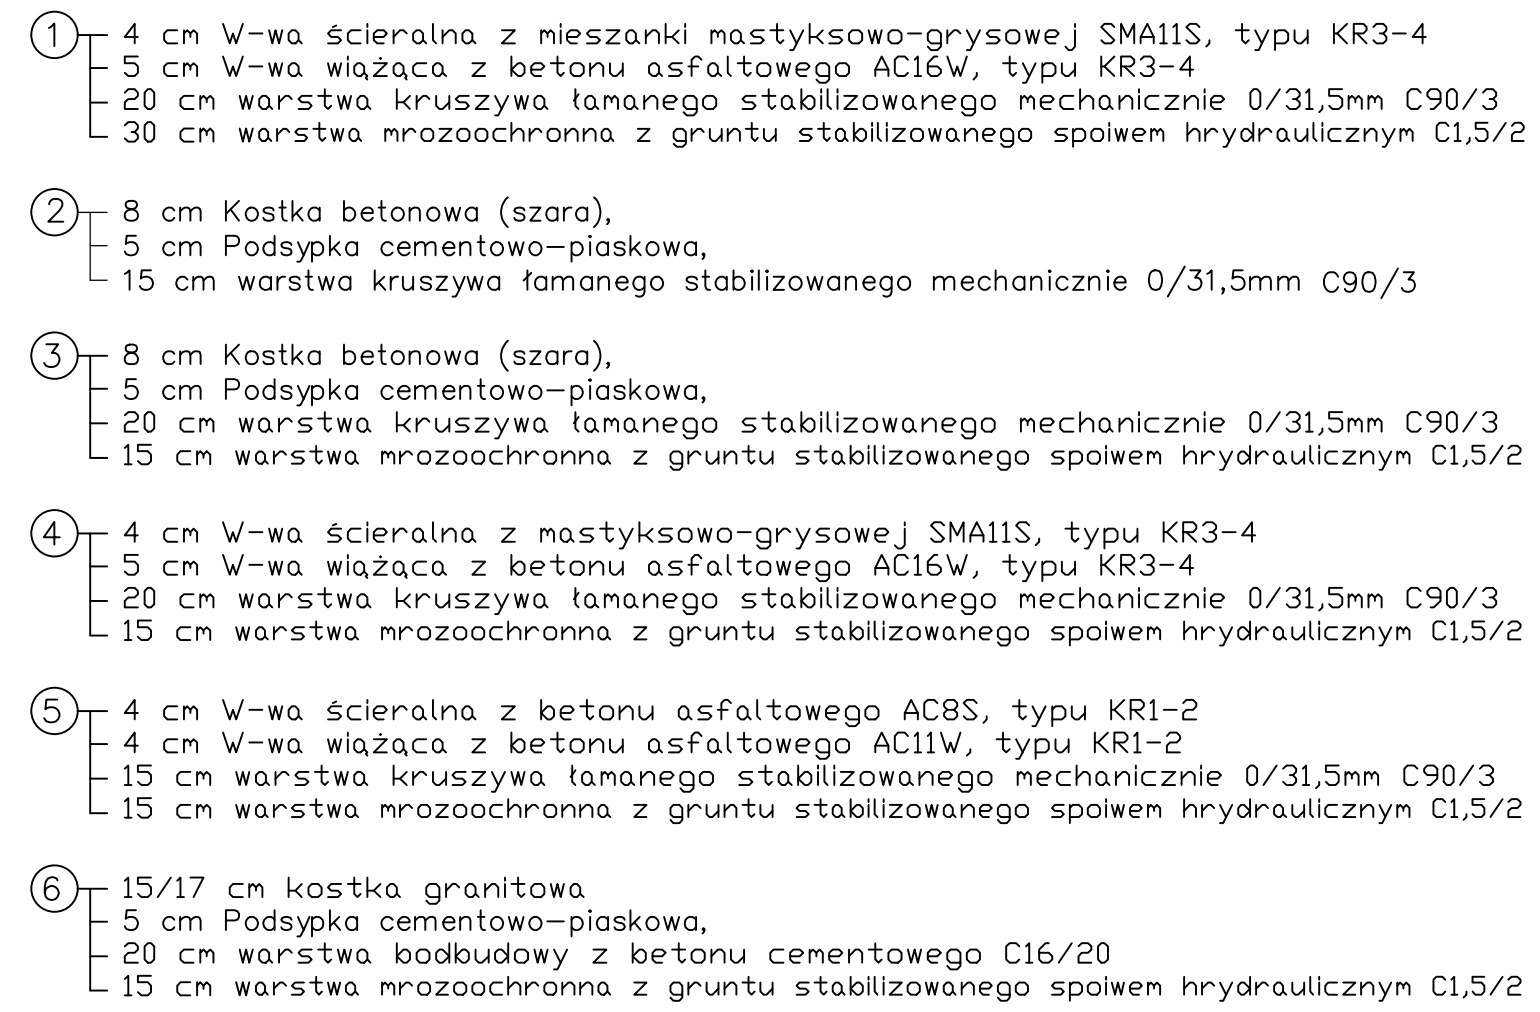 1 4 cm W-wa ścieralna z mieszanki mastyksowo-grysowej SMA11S, typu KR3-4
5 cm W-wa wiążąca z betonu asfaltowego AC16W, typu KR3-4
20 cm warstwa kruszywa łamanego stabilizowanego mechanicznie 0/31,5mm C90/3
30 cm warstwa mrozoochronna z gruntu stabilizowanego spoiwem hrydraulicznym C1,5/2
2 8 cm Kostka betonowa (szara),
5 cm Podsypka cementowo-piaskowa,
15 cm warstwa kruszywa łamanego stabilizowanego mechanicznie 0/31,5mm C90/3
3 8 cm Kostka betonowa (szara),
5 cm Podsypka cementowo-piaskowa,
20 cm warstwa kruszywa łamanego stabilizowanego mechanicznie 0/31,5mm C90/3
15 cm warstwa mrozoochronna z gruntu stabilizowanego spoiwem hrydraulicznym C1,5/2
4 4 cm W-wa ścieralna z mastyksowo-grysowej SMA11S, typu KR3-4
5 cm W-wa wiążąca z betonu asfaltowego AC16W, typu KR3-4
20 cm warstwa kruszywa łamanego stabilizowanego mechanicznie 0/31,5mm C90/3
15 cm warstwa mrozoochronna z gruntu stabilizowanego spoiwem hrydraulicznym C1,5/2
5 4 cm W-wa ścieralna z betonu asfaltowego AC8S, typu KR1-2
4 cm W-wa wiążąca z betonu asfaltowego AC11W, typu KR1-2
15 cm warstwa kruszywa łamanego stabilizowanego mechanicznie 0/31,5mm C90/3
15 cm warstwa mrozoochronna z gruntu stabilizowanego spoiwem hrydraulicznym C1,5/2
6 15/17 cm kostka granitowa
5 cm Podsypka cementowo-piaskowa,
20 cm warstwa bodbudowy z betonu cementowego C16/20
15 cm warstwa mrozoochronna z gruntu stabilizowanego spoiwem hrydraulicznym C1,5/2